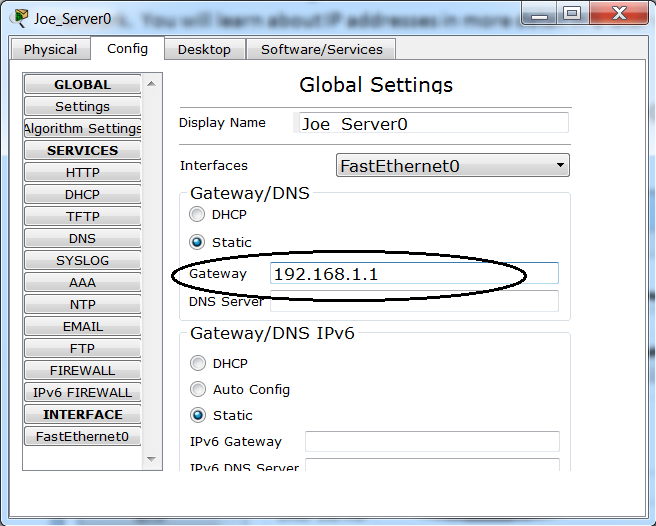 Joe_Server0
rk. You will learn about IP addresses in more
Physical Config Desktop Software/Services
GLOBAL
Settings
Algorithm Settings
SERVICES
HTTP
DHCP
TFTP
DNS
SYSLOG
AAA
NTP
EMAIL
FTP
FIREWALL
IPv6 FIREWALL
INTERFACE
FastEthernet0
Global Settings
Display Name Joe_Server0
Interfaces FastEthernet0
Gateway/DNS
DHCP
Static
Gateway 192.168.1.1
DNS Server
Gateway/DNS IPv6
DHCP
Auto Config
Static
IPv6 Gateway
IPv6 DNS Server